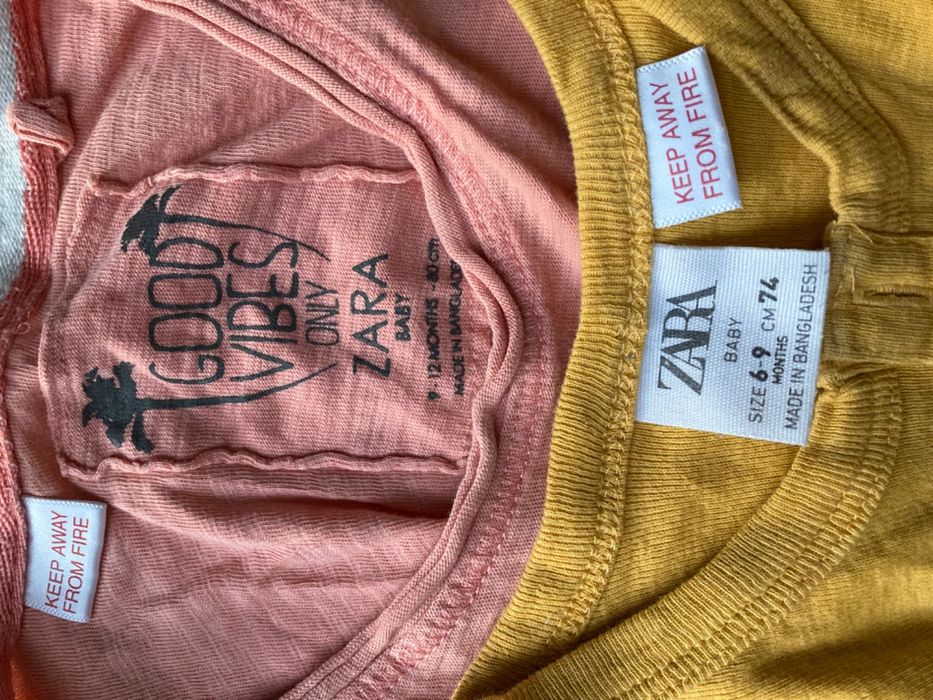 GOOD
VIBES
ONLY
ZARA
BABY
9-12 MONTHS - 80 cm
MADE IN BANGLADESH
KEEP AWAY
FROM FIRE
KEEP AWAY
FROM FIRE
ZARA
BABY
SIZE 6-9 CM 74
MONTHS
MADE IN BANGLADESH